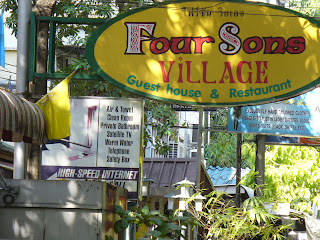 Four Sons
VILLAGE
Guest house & Restaurant
Air & Towel
Clean Room
Private Bathroom
Satellite TV
Warm Water
Telephone
Safety Box
HIGH-SPEED INTERNET